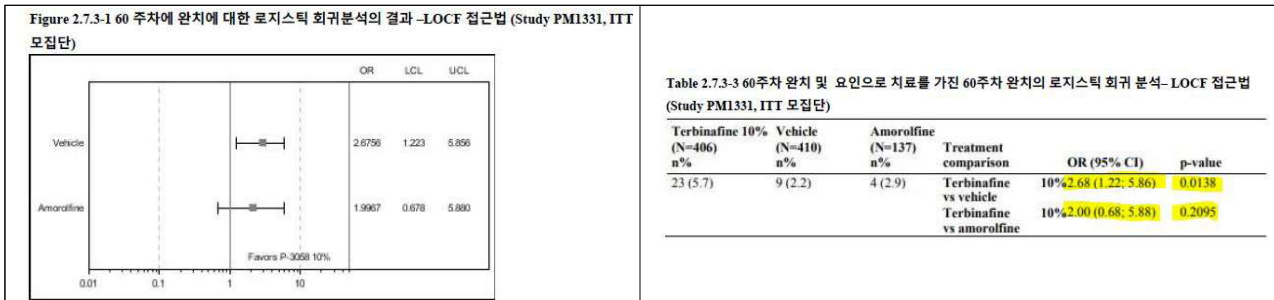 Figure 2.7.3-1 60 주차에 완치에 대한 로지스틱 회귀분석의 결과 –LOCF 접근법 (Study PM1331, ITT
모집단)
OR LCL UCL
Vehicle 2.6756 1.223 5.856
Amorolfine 1.9967 0.678 5.880
Favors P-3058 10%
0.01 0.1 1 10
Table 2.7.3-3 60주차 완치 및 요인으로 치료를 가진 60주차 완치의 로지스틱 회귀 분석– LOCF 접근법
(Study PM1331, ITT 모집단)
Terbinafine 10% Vehicle Amorolfine
(N=406) (N=410) (N=137) Treatment
n% n% n% comparison OR (95% CI) p-value
23 (5.7) 9 (2.2) 4 (2.9) Terbinafine 10% 2.68 (1.22; 5.86) 0.0138
vs vehicle
Terbinafine 10% 2.00 (0.68; 5.88) 0.2095
vs amorolfine